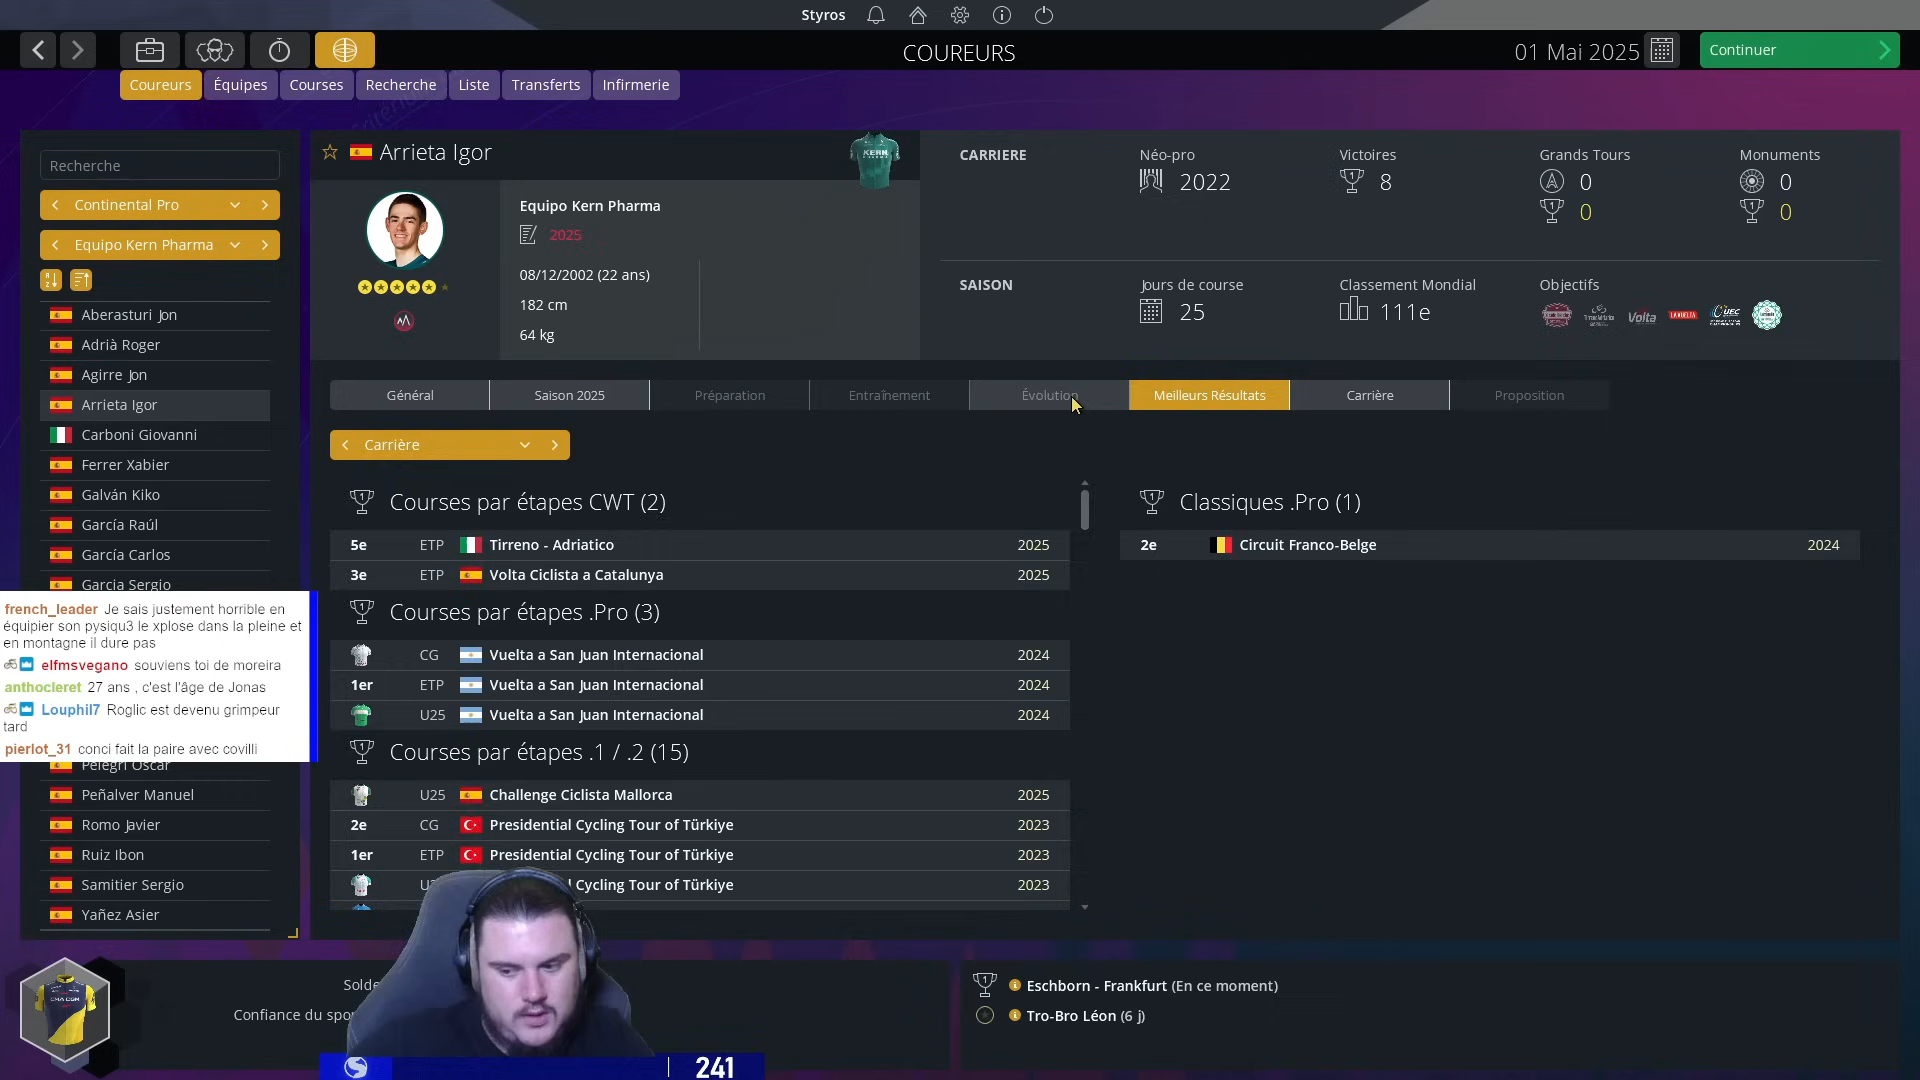 Styros
COUREURS
01 Mai 2025
Continuer
Coureurs
Équipes
Courses
Recherche
Liste
Transferts
Infirmerie
Recherche
Continental Pro
Equipo Kern Pharma
Aberasturi Jon
Adrià Roger
Agirre Jon
Arrieta Igor
Carboni Giovanni
Ferrer Xabier
Galván Kiko
García Raúl
García Carlos
Garcia Sergio
french_leader Je sais justement horrible en
équipier son pysiqu3 le xplose dans la pleine et
en montagne il dure pas
elfmsvegano souviens toi de moreira
anthocleret 27 ans , c'est l'âge de Jonas
Louphil7 Roglic est devenu grimpeur
tard
pierlot_31 conci fait la paire avec covilli
Pelegrí Òscar
Peñalver Manuel
Romo Javier
Ruiz Ibon
Samitier Sergio
Yañez Asier
Arrieta Igor
KERN
Equipo Kern Pharma
2025
08/12/2002 (22 ans)
182 cm
64 kg
CARRIERE
Néo-pro
2022
Victoires
8
Grands Tours
0
0
Monuments
0
0
SAISON
Jours de course
25
Classement Mondial
111e
Objectifs
Volta
LA VUELTA
UEC
Général
Saison 2025
Préparation
Entraînement
Évolution
Meilleurs Résultats
Carrière
Proposition
Carrière
Courses par étapes CWT (2)
5e ETP Tirreno - Adriatico 2025
3e ETP Volta Ciclista a Catalunya 2025
Courses par étapes .Pro (3)
CG Vuelta a San Juan Internacional 2024
1er ETP Vuelta a San Juan Internacional 2024
U25 Vuelta a San Juan Internacional 2024
Courses par étapes .1 / .2 (15)
U25 Challenge Ciclista Mallorca 2025
2e CG Presidential Cycling Tour of Türkiye 2023
1er ETP Presidential Cycling Tour of Türkiye 2023
Cycling Tour of Türkiye 2023
Classiques .Pro (1)
2e Circuit Franco-Belge 2024
CMA CGM
Solde
Confiance du spo
Eschborn - Frankfurt (En ce moment)
Tro-Bro Léon (6 j)
241